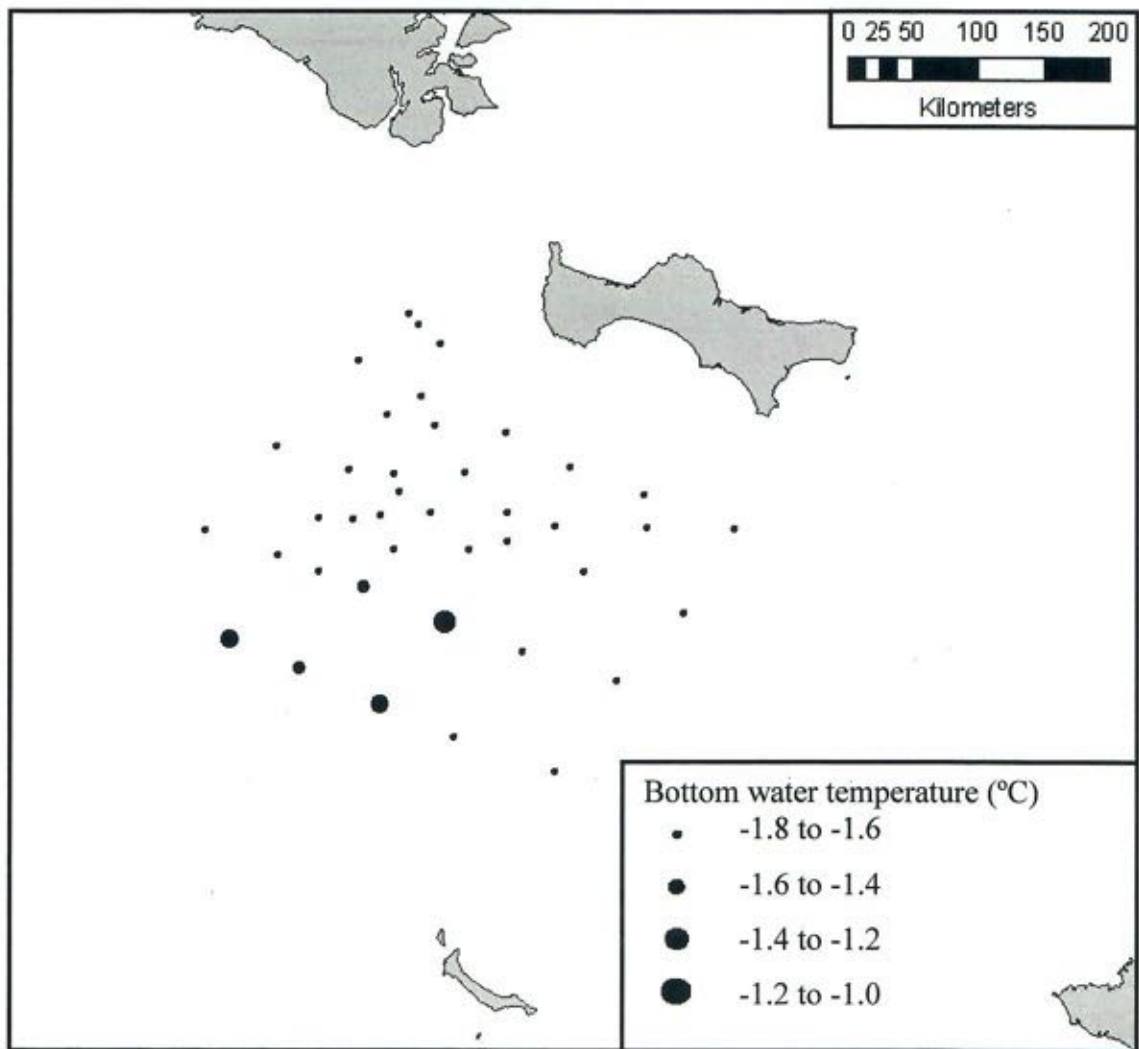 0 25 50 100 150 200
Kilometers
Bottom water temperature (ºC)
-1.8 to -1.6
-1.6 to -1.4
-1.4 to -1.2
-1.2 to -1.0